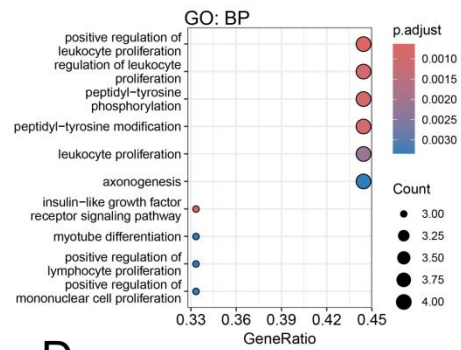 GO: BP
positive regulation of
leukocyte proliferation
regulation of leukocyte
proliferation
peptidyl−tyrosine
phosphorylation
peptidyl−tyrosine modification
leukocyte proliferation
axonogenesis
insulin−like growth factor
receptor signaling pathway
myotube differentiation
positive regulation of
lymphocyte proliferation
positive regulation of
mononuclear cell proliferation
0.33 0.36 0.39 0.42 0.45
GeneRatio
p.adjust
0.0010
0.0015
0.0020
0.0025
0.0030
Count
3.00
3.25
3.50
3.75
4.00